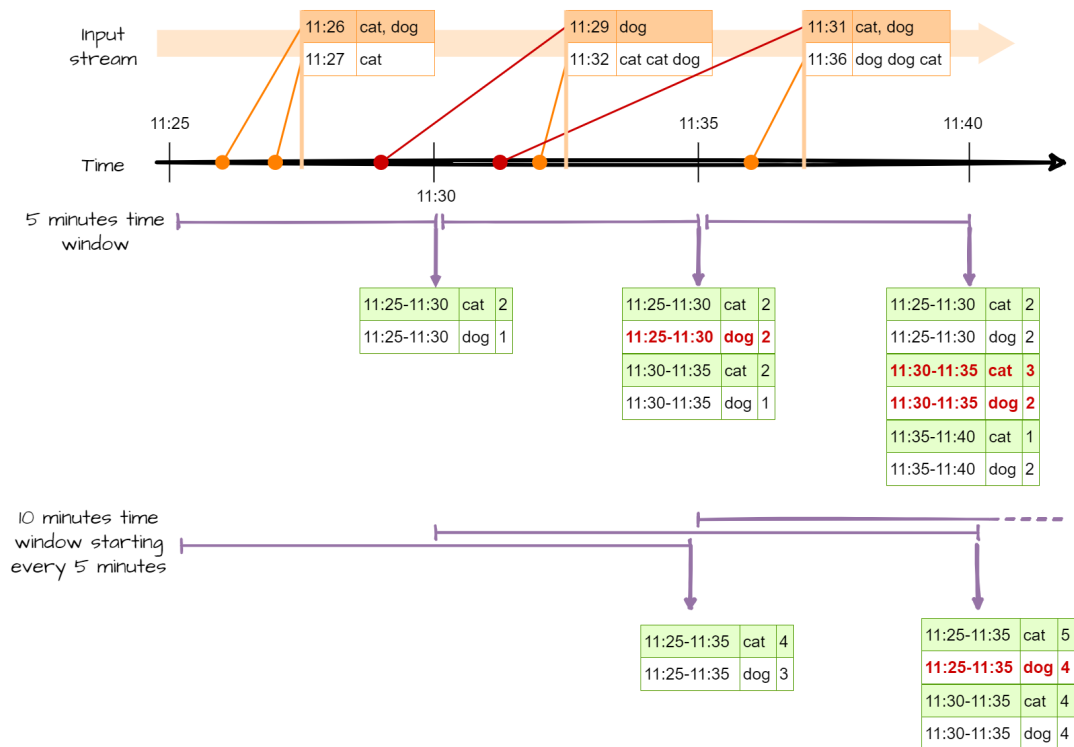 Input
stream
11:26 cat, dog
11:27 cat
11:29 dog
11:32 cat cat dog
11:31 cat, dog
11:36 dog dog cat
11:25
11:35
11:40
Time
11:30
5 minutes time
window
11:25-11:30 cat 2
11:25-11:30 dog 1
11:25-11:30 cat 2
11:25-11:30 dog 2
11:30-11:35 cat 2
11:30-11:35 dog 1
11:25-11:30 cat 2
11:25-11:30 dog 2
11:30-11:35 cat 3
11:30-11:35 dog 2
11:35-11:40 cat 1
11:35-11:40 dog 2
10 minutes time
window starting
every 5 minutes
11:25-11:35 cat 4
11:25-11:35 dog 3
11:25-11:35 cat 5
11:25-11:35 dog 4
11:30-11:35 cat 4
11:30-11:35 dog 4